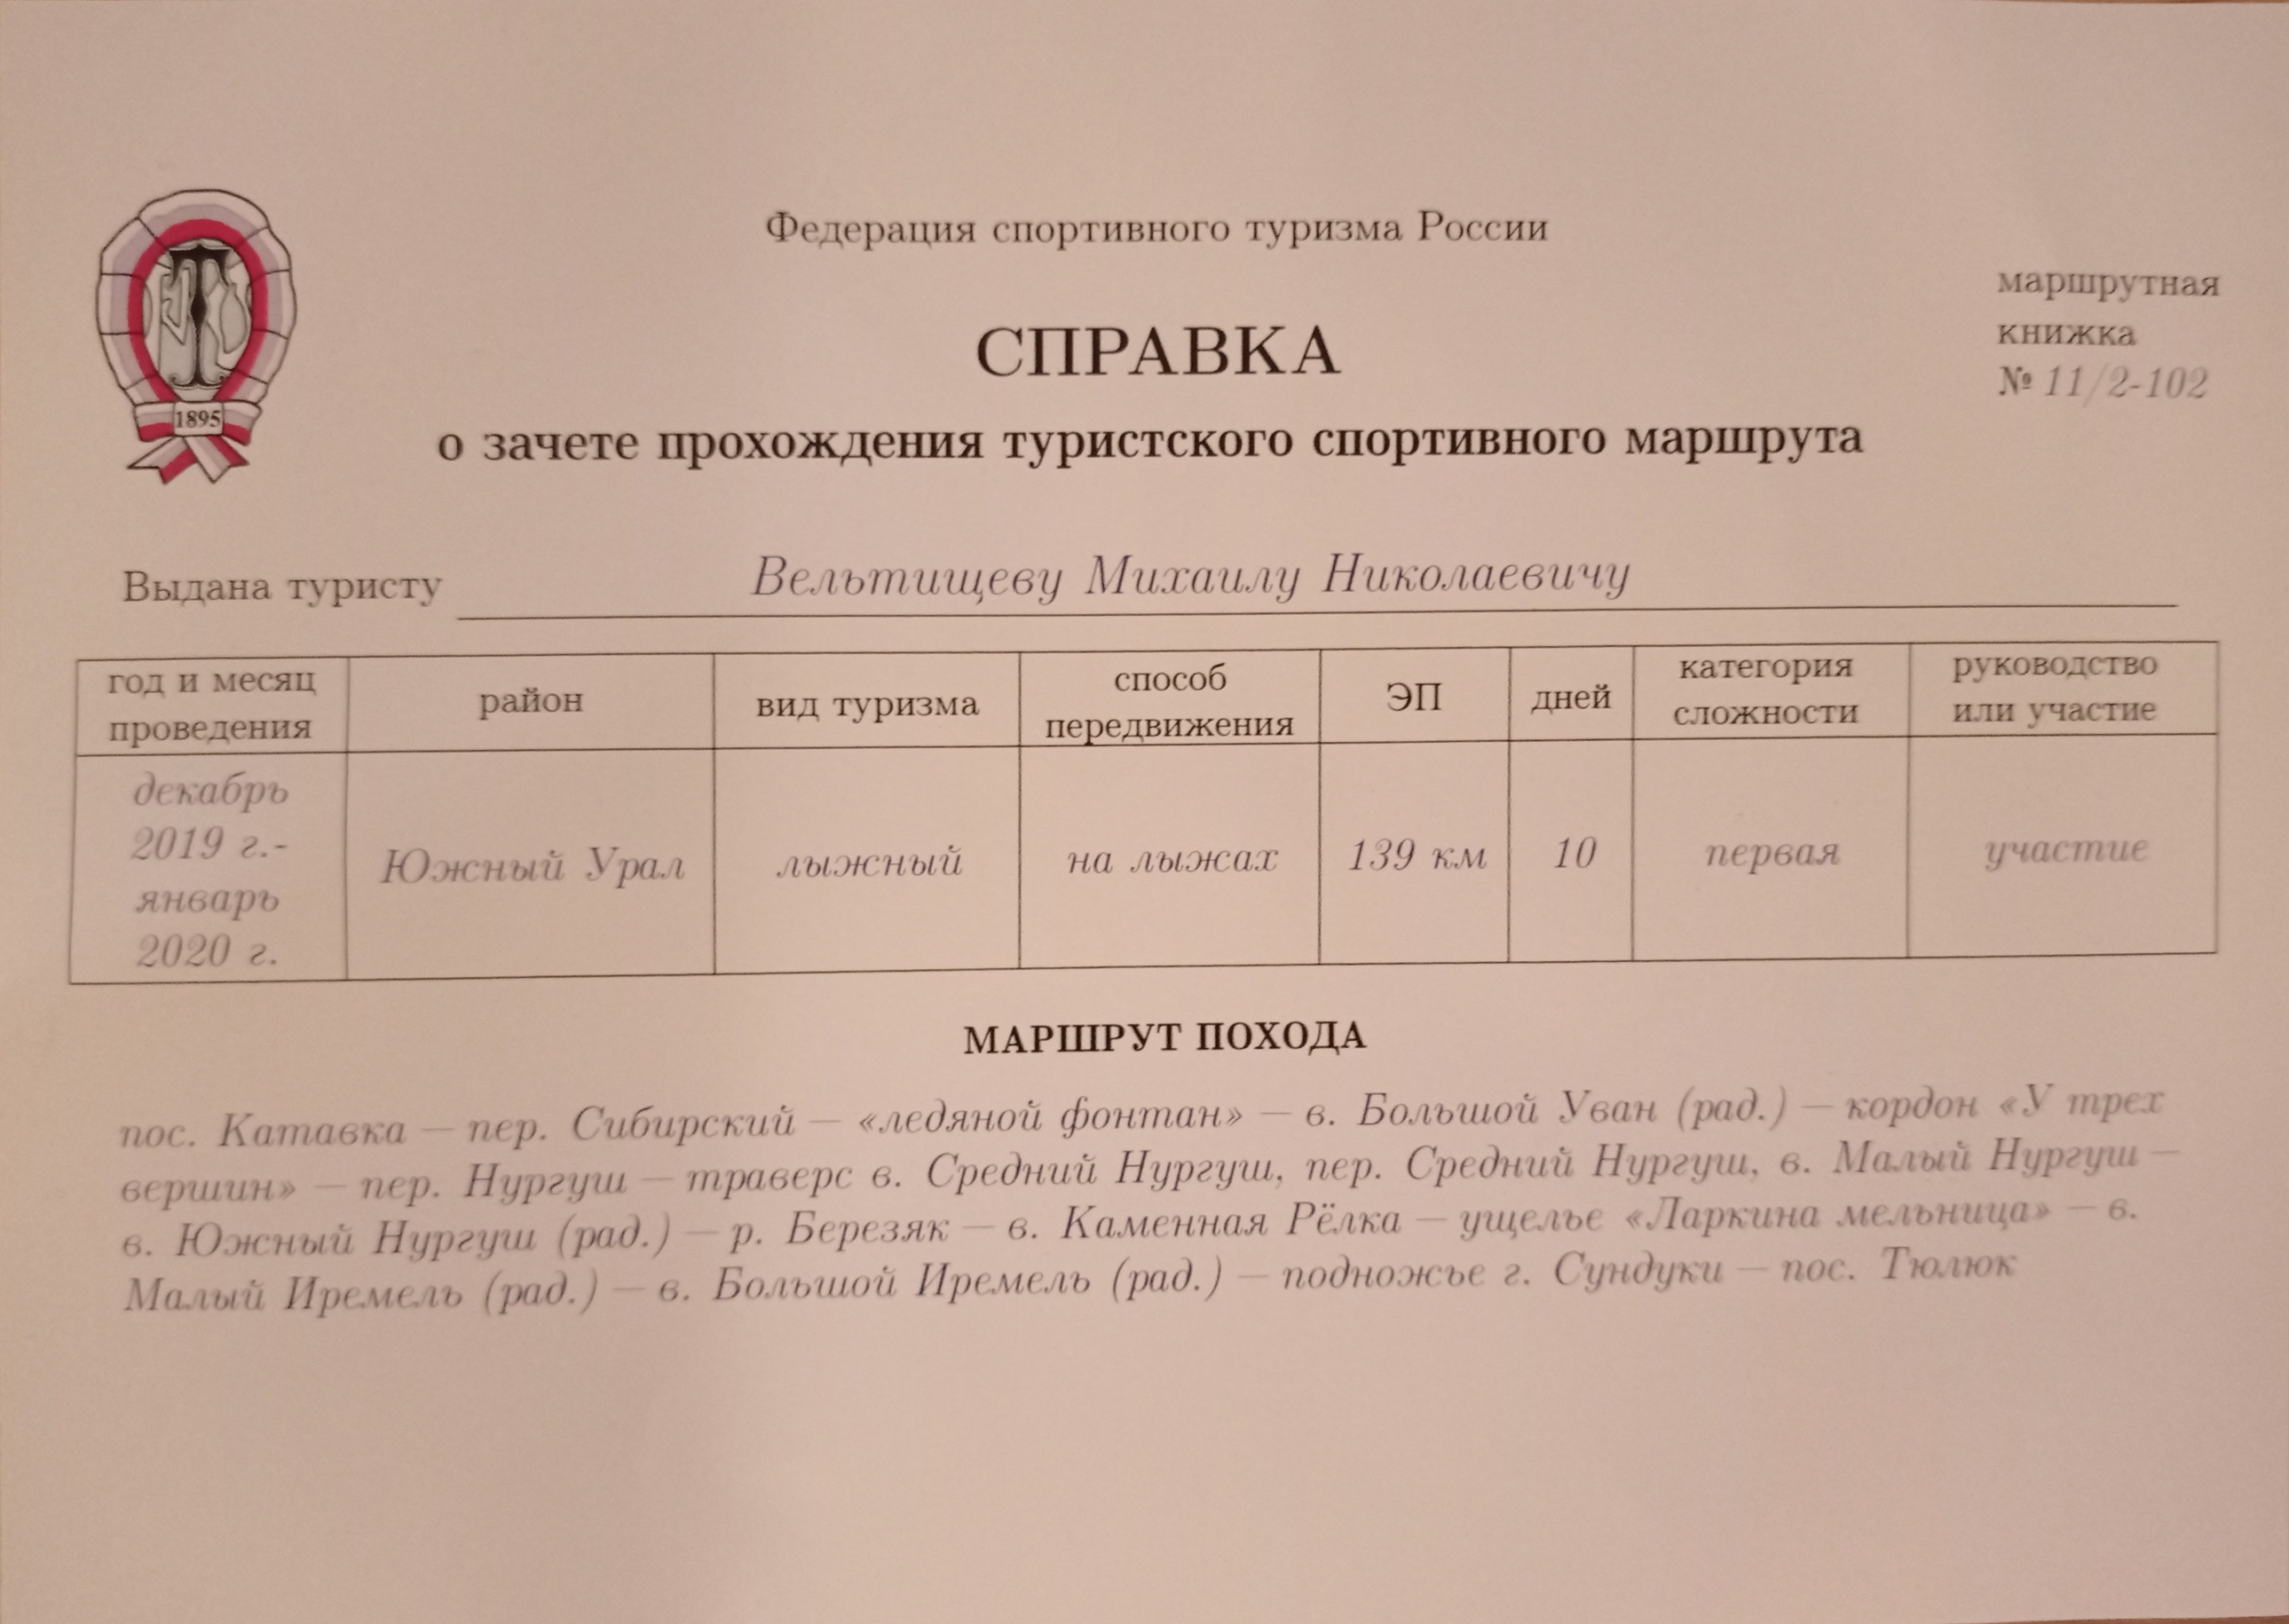 Федерация спортивного туризма России
маршрутная
книжка
№ 11/2-102
СПРАВКА
о зачете прохождения туристского спортивного маршрута
1895
Выдана туристу Вельтищеву Михаилу Николаевичу
год и месяц проведения
район
вид туризма
способ передвижения
ЭП
дней
категория сложности
руководство или участие
декабрь
2019 г.-
январь
2020 г.
Южный Урал
лыжный
на лыжах
139 км
10
первая
участие
МАРШРУТ ПОХОДА
пос. Катавка — пер. Сибирский — «ледяной фонтан» — в. Большой Уван (рад.) — кордон «У трех
вершин» — пер. Нургуш — траверс в. Средний Нургуш, пер. Средний Нургуш, в. Малый Нургуш —
в. Южный Нургуш (рад.) — р. Березяк — в. Каменная Рёлка — ущелье «Ларкина мельница» — в.
Малый Иремель (рад.) — в. Большой Иремель (рад.) — подножье г. Сундуки — пос. Тюлюк